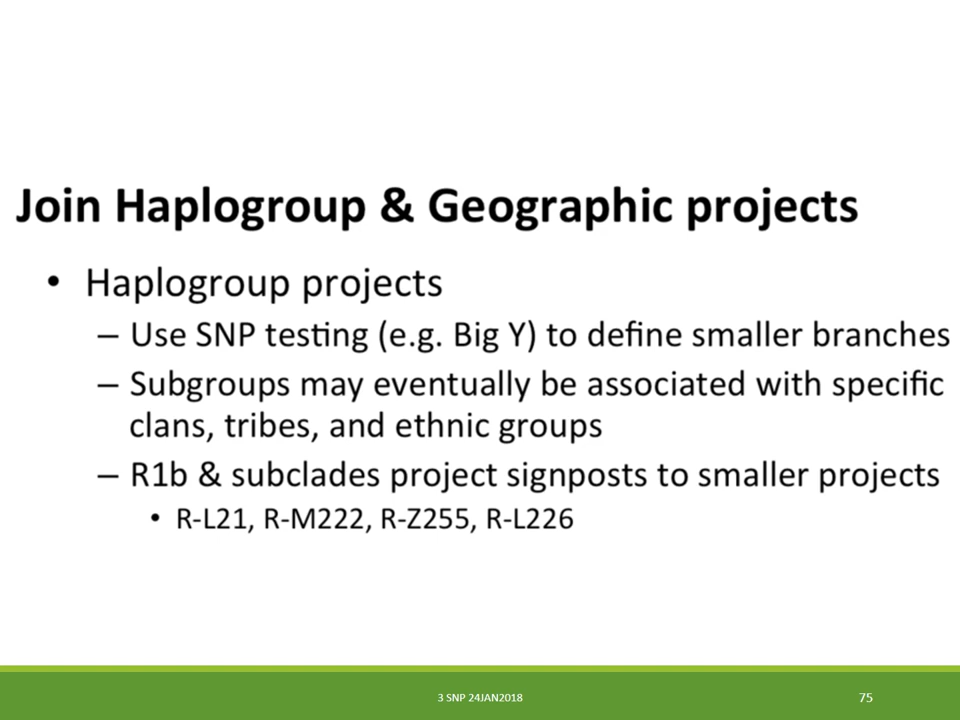 Join Haplogroup & Geographic projects
• Haplogroup projects
– Use SNP testing (e.g. Big Y) to define smaller branches
– Subgroups may eventually be associated with specific
clans, tribes, and ethnic groups
– R1b & subclades project signposts to smaller projects
• R-L21, R-M222, R-Z255, R-L226
3 SNP 24JAN2018
75